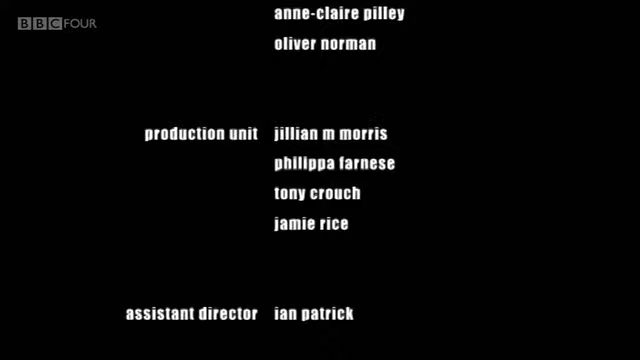 BBC FOUR
anne-claire pilley
oliver norman
production unit jillian m morris
philippa farnese
tony crouch
jamie rice
assistant director ian patrick